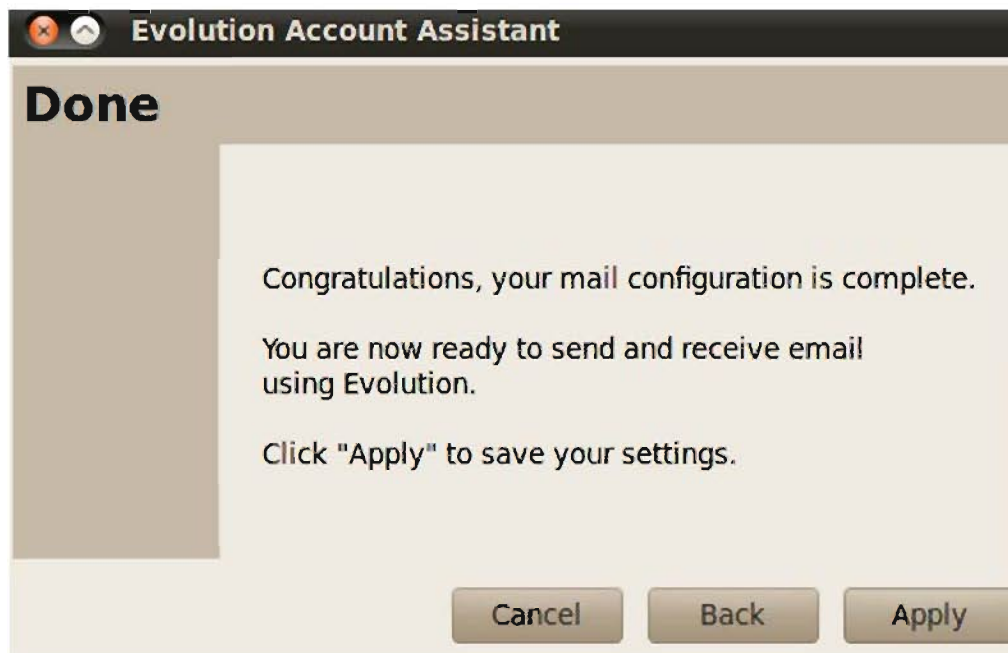 Evolution Account Assistant
Done
Congratulations, your mail configuration is complete.
You are now ready to send and receive email
using Evolution.
Click "Apply" to save your settings.
Cancel
Back
Apply